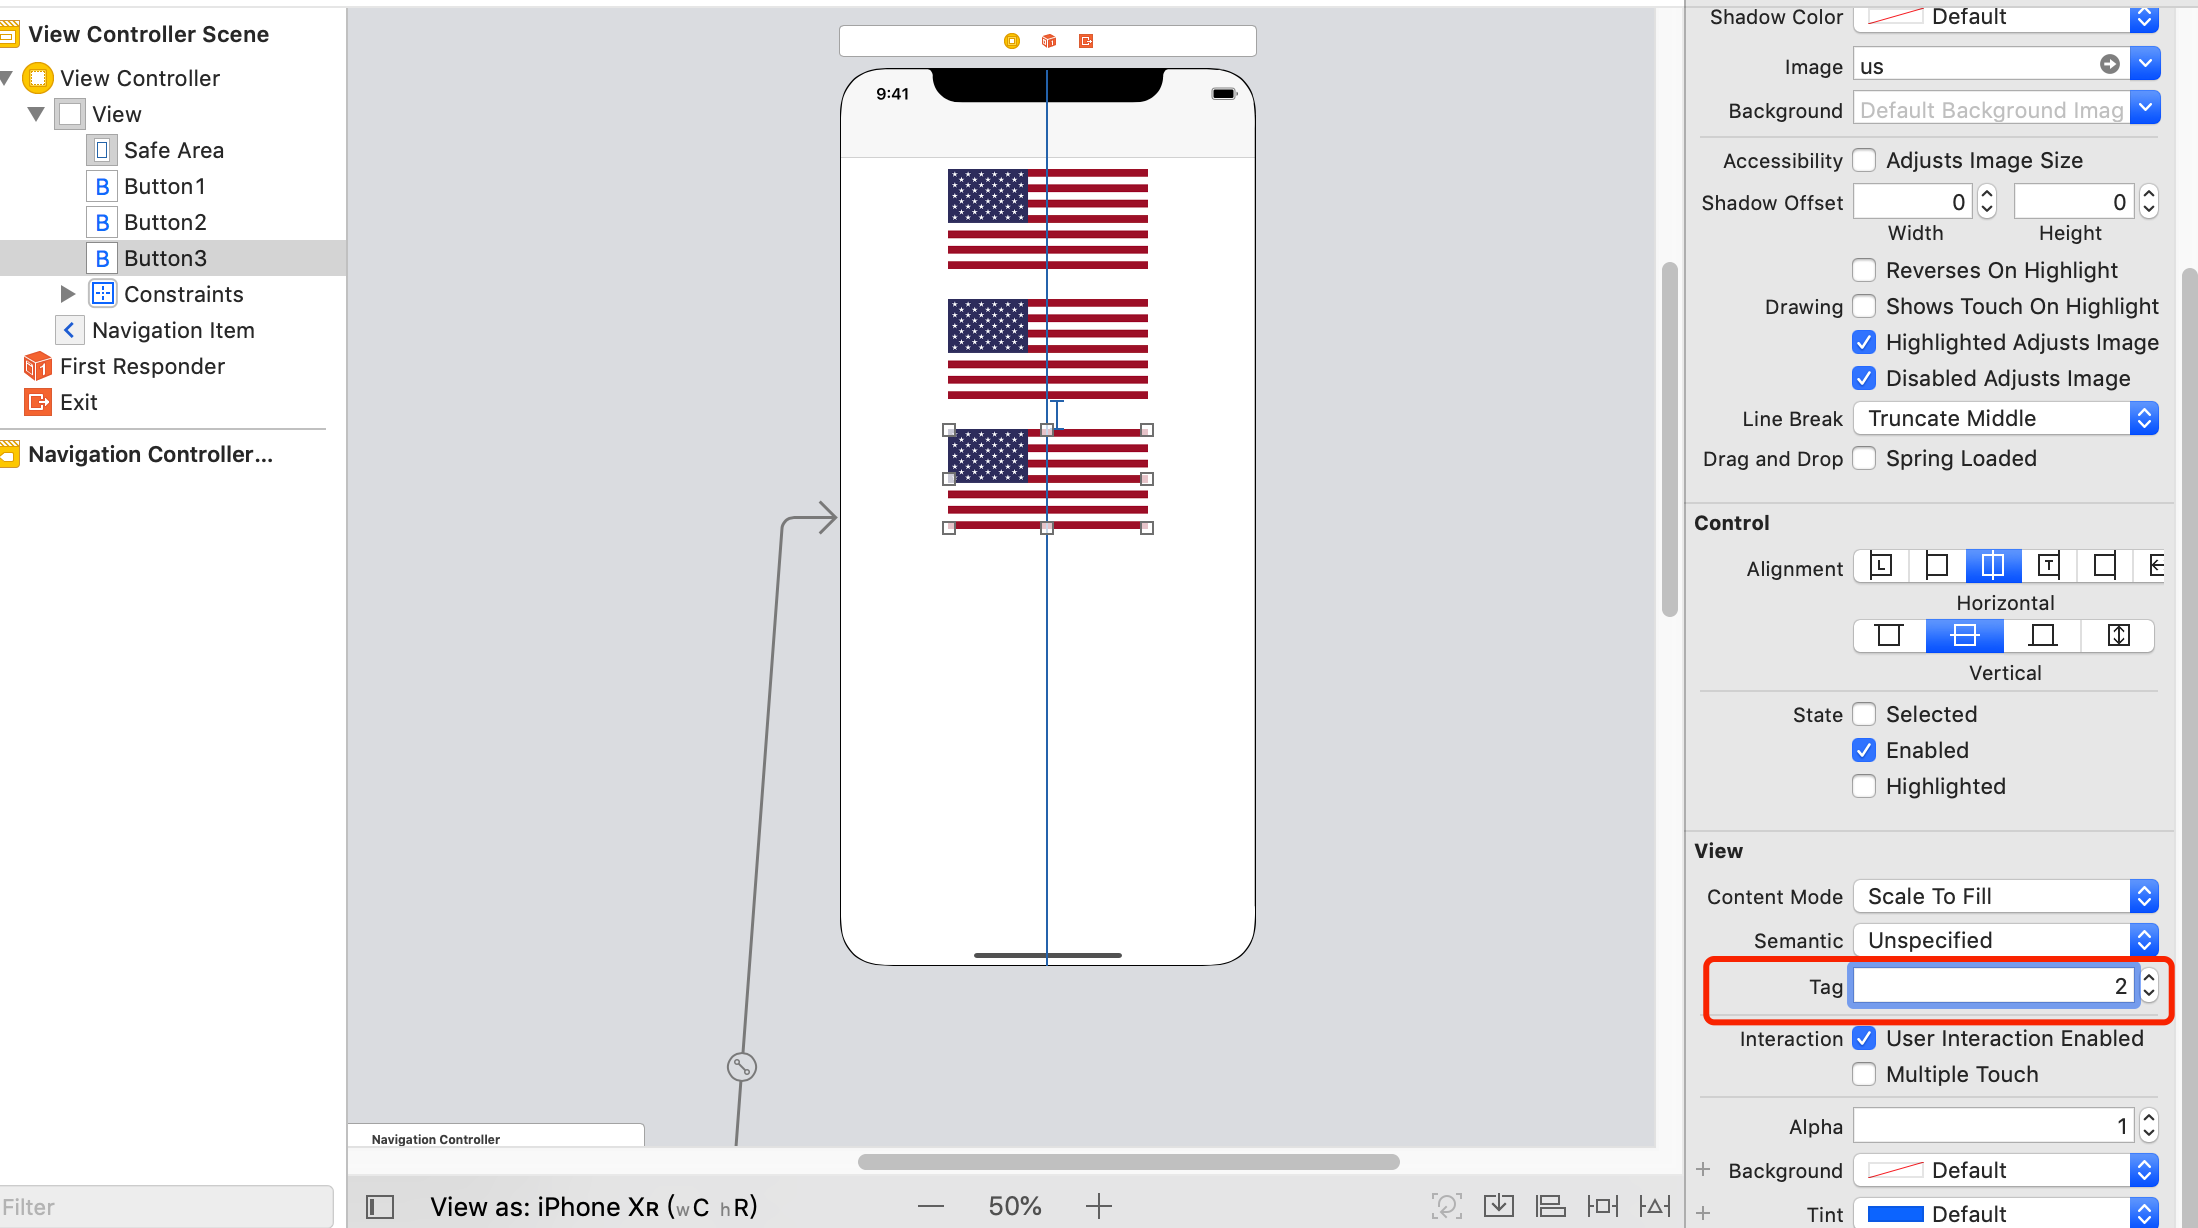 View Controller Scene
View Controller
View
Safe Area
B Button1
B Button2
B Button3
Constraints
Navigation Item
First Responder
Exit
Navigation Controller...
Filter
9:41
Navigation Controller
View as: iPhone XR (wC hR)
50%
Shadow Color Default
Image us
Background Default Background Imag
Accessibility Adjusts Image Size
Shadow Offset 0 0
Width Height
Reverses On Highlight
Drawing Shows Touch On Highlight
Highlighted Adjusts Image
Disabled Adjusts Image
Line Break Truncate Middle
Drag and Drop Spring Loaded
Control
Alignment L T
Horizontal
Vertical
State Selected
Enabled
Highlighted
View
Content Mode Scale To Fill
Semantic Unspecified
Tag 2
Interaction User Interaction Enabled
Multiple Touch
Alpha 1
Background Default
Tint Default